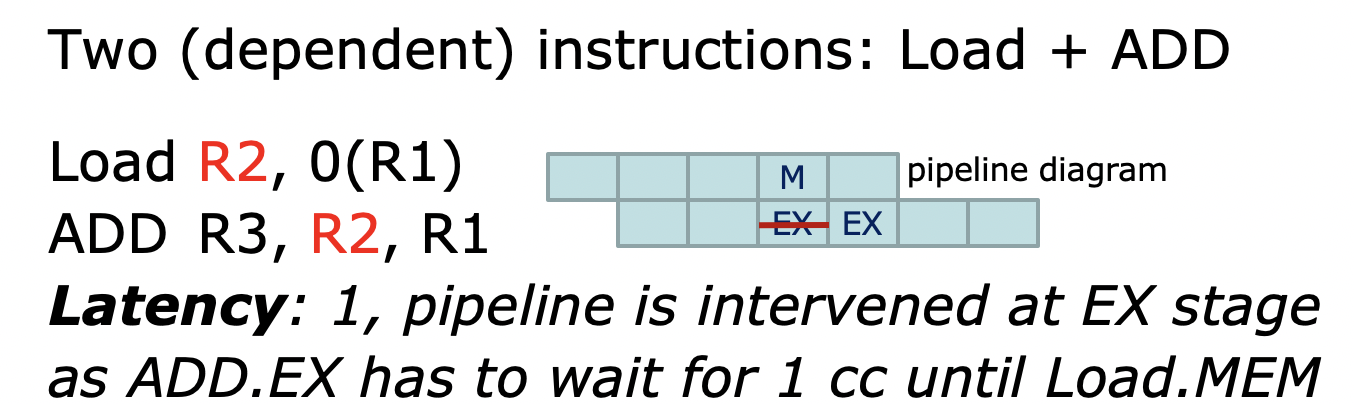 Two (dependent) instructions: Load + ADD
Load R2, 0(R1)
M
pipeline diagram
ADD R3, R2, R1
EX EX
Latency: 1, pipeline is intervened at EX stage
as ADD.EX has to wait for 1 cc until Load.MEM